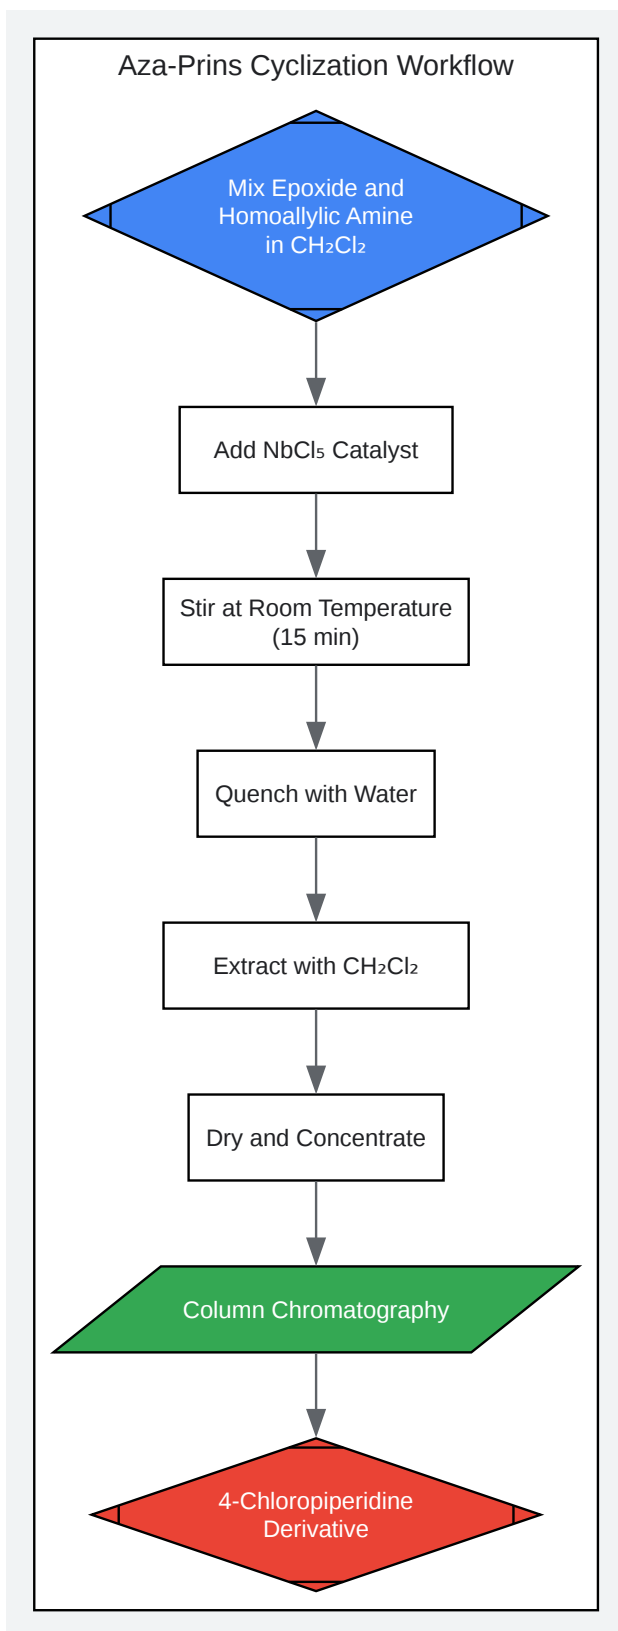 Aza-Prins Cyclization Workflow
Mix Epoxide and
Homoallylic Amine
in CH₂Cl₂
Add NbCl₅ Catalyst
Stir at Room Temperature
(15 min)
Quench with Water
Extract with CH₂Cl₂
Dry and Concentrate
Column Chromatography
4-Chloropiperidine
Derivative